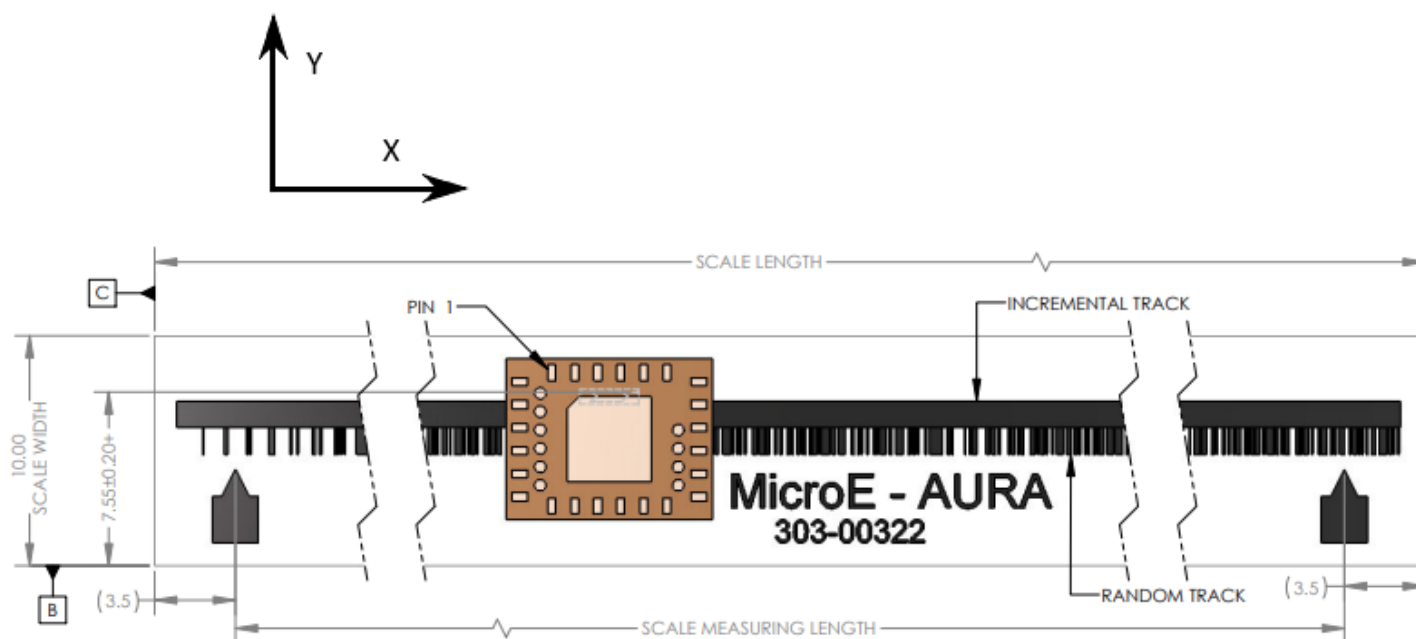 Y
X
SCALE LENGTH
C
PIN 1
INCREMENTAL TRACK
10.00
SCALE WIDTH
7.55±0.20+
MicroE - AURA
303-00322
B
(3.5)
(3.5)
RANDOM TRACK
SCALE MEASURING LENGTH